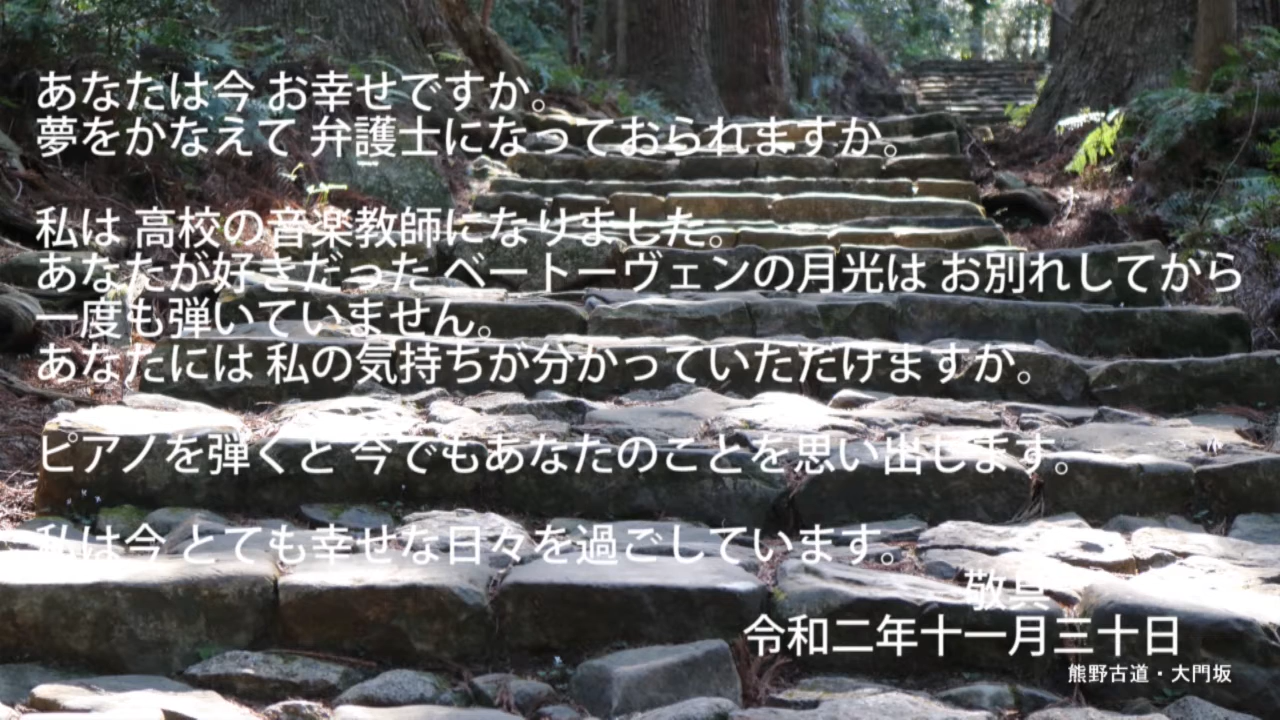 あなたは今 お幸せですか。
夢をかなえて 弁護士になっておられますか。
私は 高校の音楽教師になりました。
あなたが好きだった ベートーヴェンの月光は お別れしてから
一度も弾いていません。
あなたには 私の気持ちが分かっていただけますか。
ピアノを弾くと 今でもあなたのことを思い出します。
私は今 とても幸せな日々を過ごしています。
敬具
令和二年十一月三十日
熊野古道・大門坂